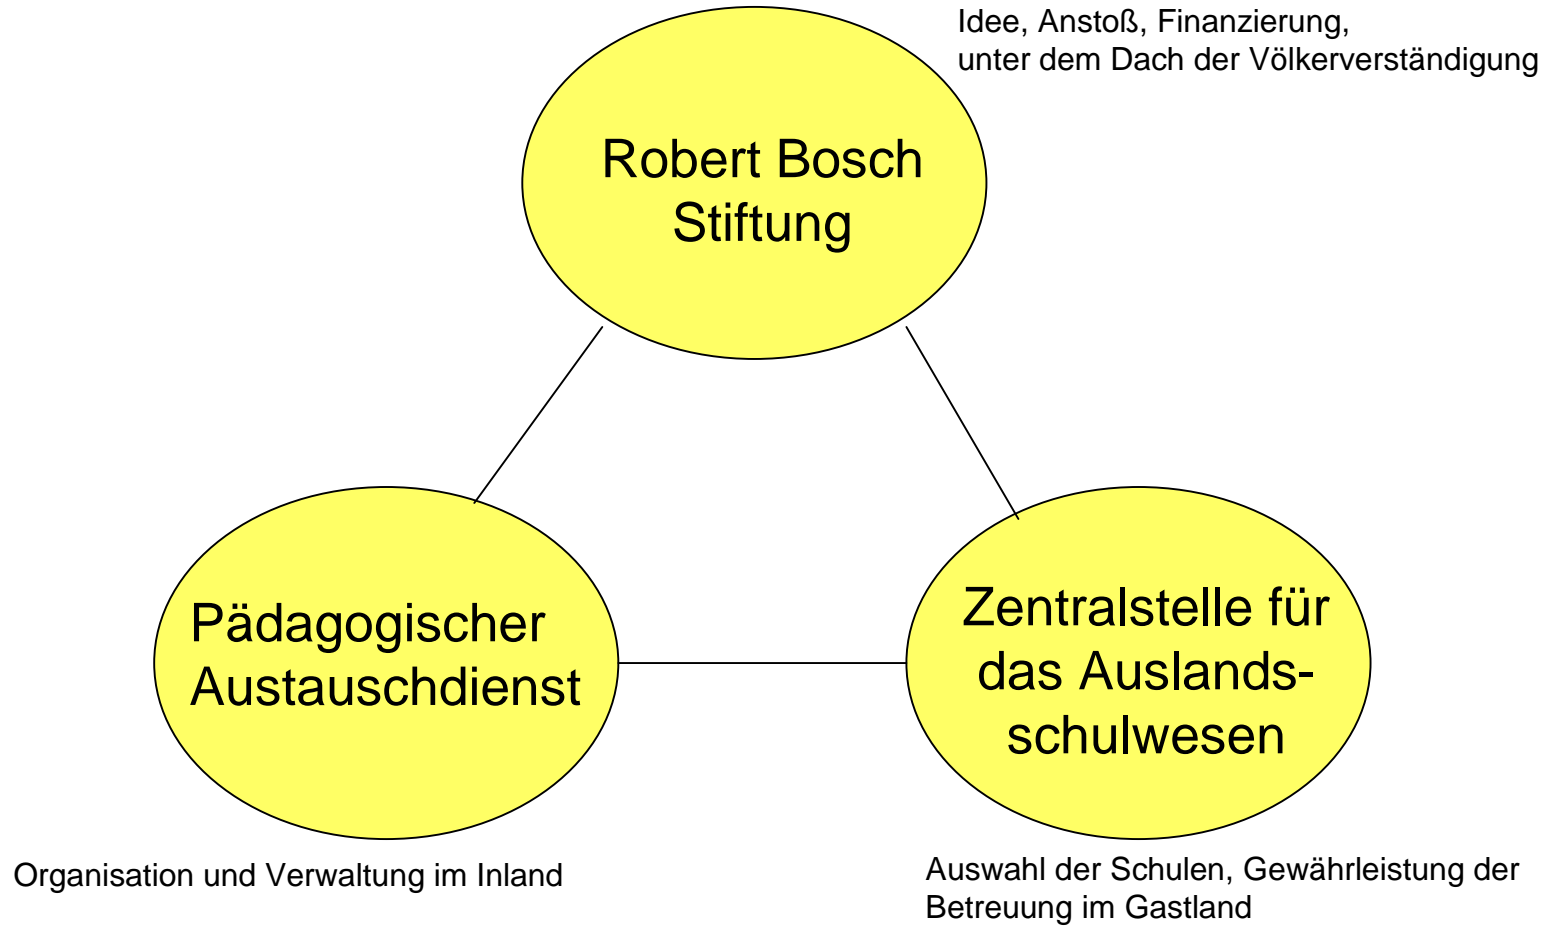 Idee, Anstoß, Finanzierung,
unter dem Dach der Völkerverständigung
Robert Bosch
Stiftung
Pädagogischer
Austauschdienst
Zentralstelle für
das Auslands-
schulwesen
Organisation und Verwaltung im Inland
Auswahl der Schulen, Gewährleistung der
Betreuung im Gastland